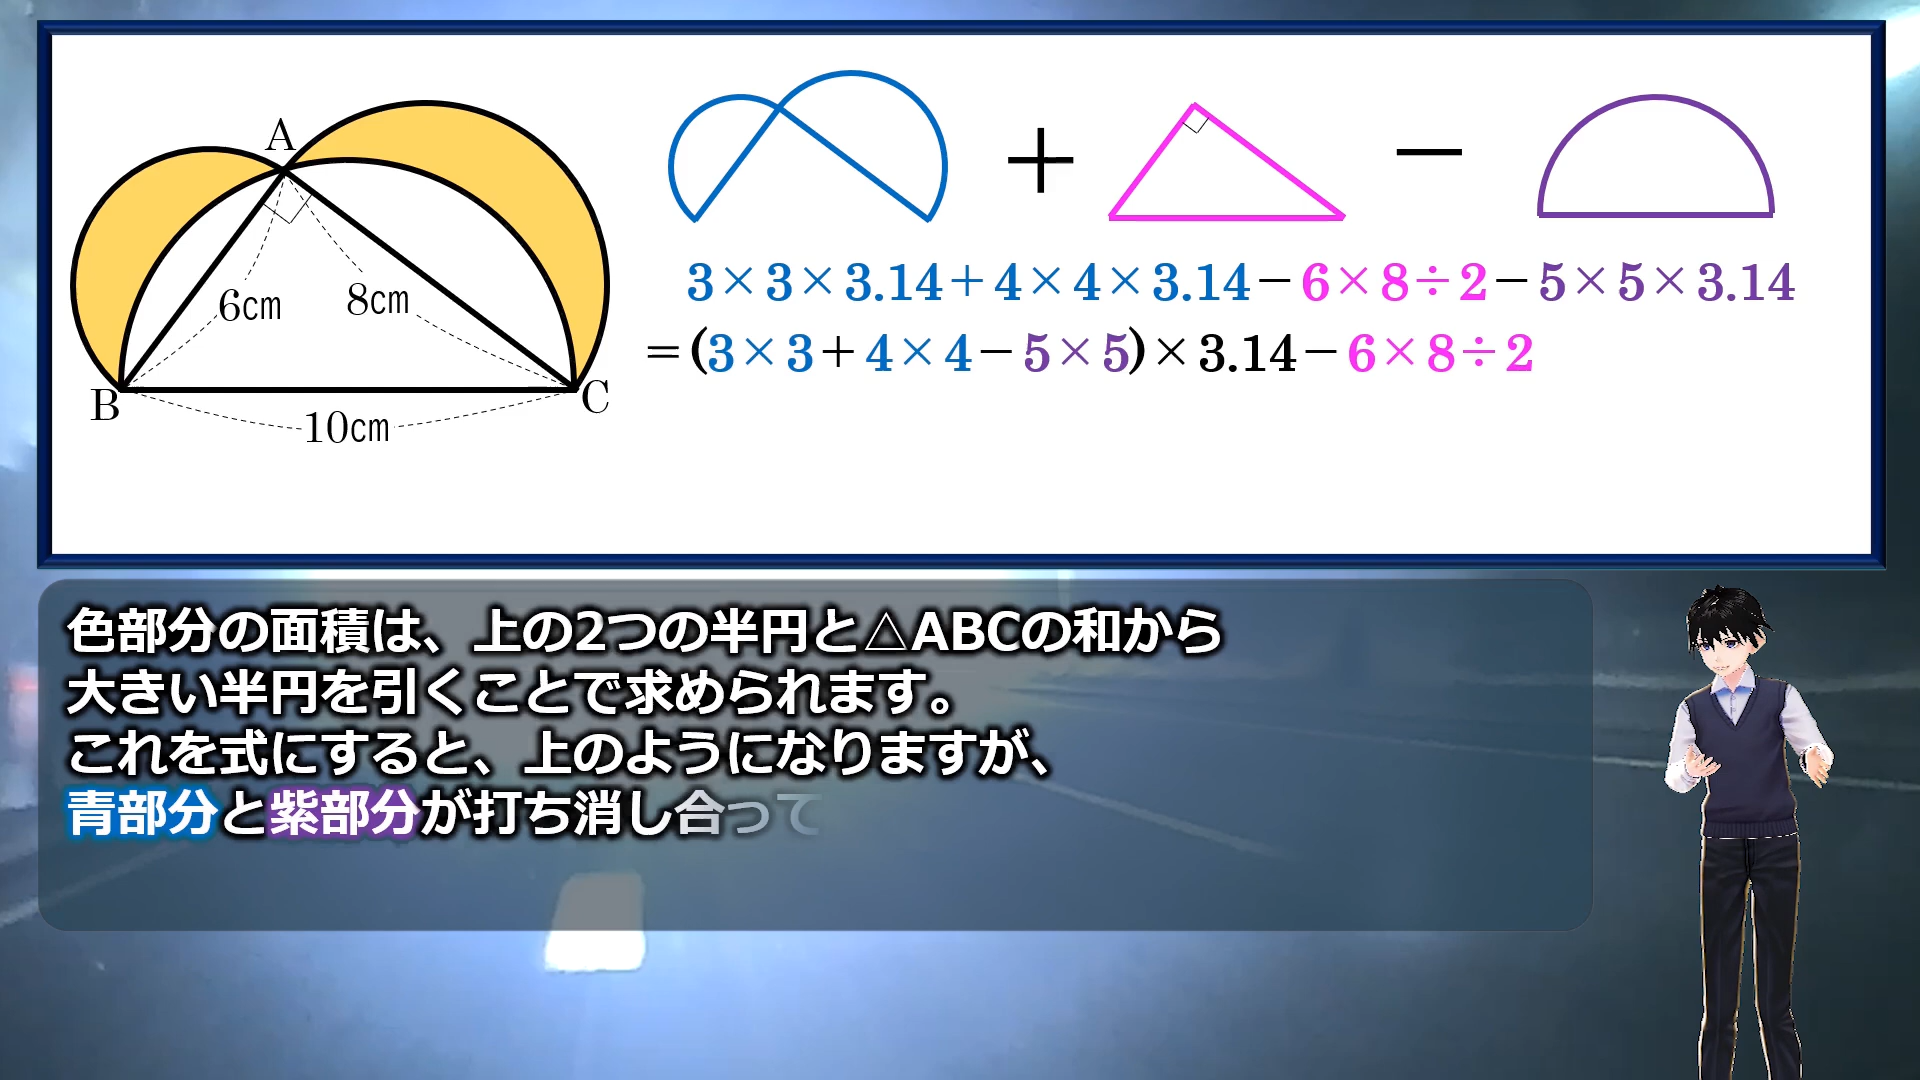 A
6㎝
8㎝
B
C
10㎝
+
−
3×3×3.14+4×4×3.14−6×8÷2−5×5×3.14
=(3×3+4×4−5×5)×3.14−6×8÷2
色部分の面積は、上の2つの半円と△ABCの和から
大きい半円を引くことで求められます。
これを式にすると、上のようになりますが、
青部分と紫部分が打ち消し合って